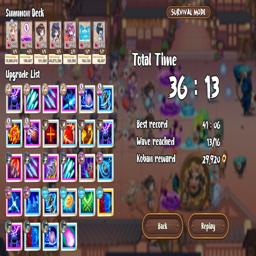 Summon Deck
Upgrade List
SURVIVAL MODE
Total Time
36 : 13
Best record 41 : 06
Wave reached 13/16
Koban reward 29,920
Back
Replay